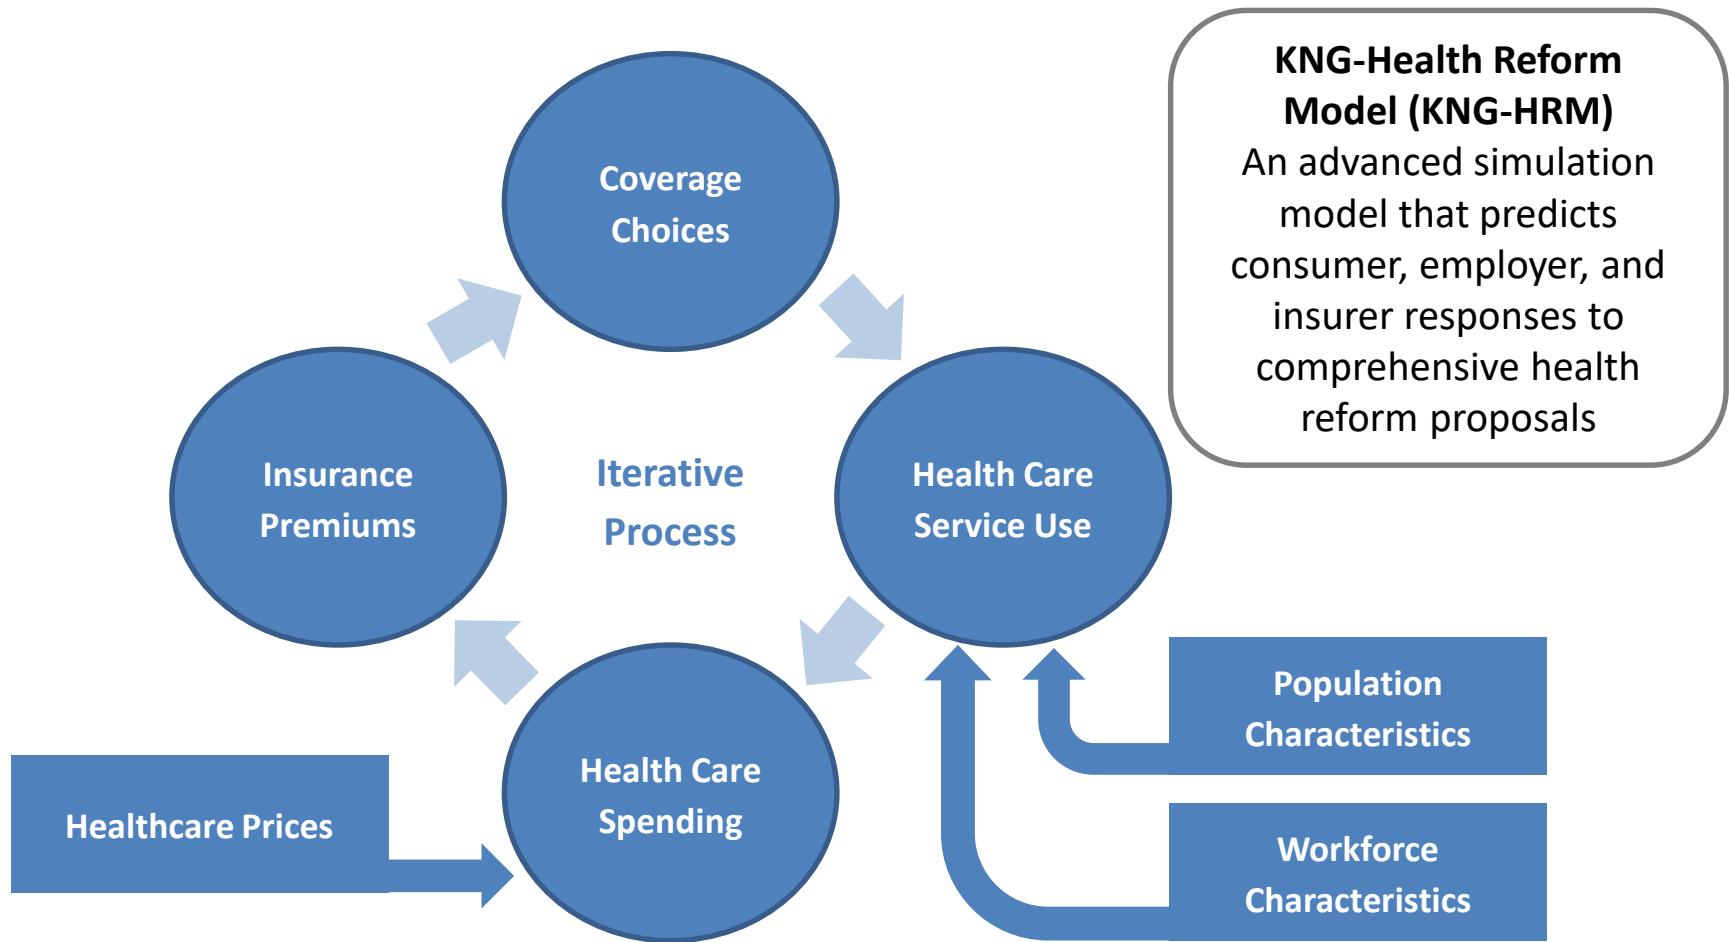 KNG-Health Reform
Model (KNG-HRM)
An advanced simulation
model that predicts
consumer, employer, and
insurer responses to
comprehensive health
reform proposals
Coverage
Choices
Insurance
Premiums
Iterative
Process
Health Care
Service Use
Health Care
Spending
Healthcare Prices
Population
Characteristics
Workforce
Characteristics